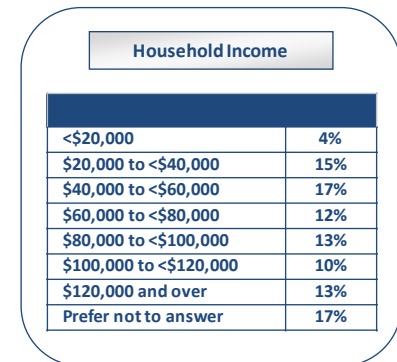 Household Income
<$20,000 4%
$20,000 to <$40,000 15%
$40,000 to <$60,000 17%
$60,000 to <$80,000 12%
$80,000 to <$100,000 13%
$100,000 to <$120,000 10%
$120,000 and over 13%
Prefer not to answer 17%